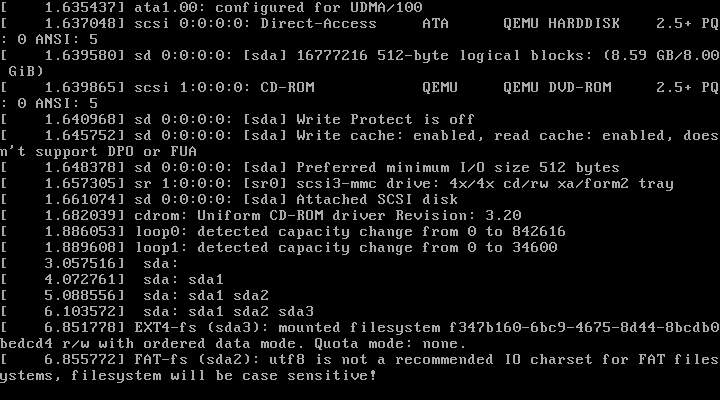 [    1.635437] ata1.00: configured for UDMA/100
[    1.637048] scsi 0:0:0:0: Direct-Access     ATA      QEMU HARDDISK    2.5+ PQ
: 0 ANSI: 5
[    1.639580] sd 0:0:0:0: [sda] 16777216 512-byte logical blocks: (8.59 GB/8.00
 GiB)
[    1.639865] scsi 1:0:0:0: CD-ROM            QEMU     QEMU DVD-ROM     2.5+ PQ
: 0 ANSI: 5
[    1.640968] sd 0:0:0:0: [sda] Write Protect is off
[    1.645752] sd 0:0:0:0: [sda] Write cache: enabled, read cache: enabled, does
n't support DPO or FUA
[    1.648378] sd 0:0:0:0: [sda] Preferred minimum I/O size 512 bytes
[    1.657305] sr 1:0:0:0: [sr0] scsi3-mmc drive: 4x/4x cd/rw xa/form2 tray
[    1.661074] sd 0:0:0:0: [sda] Attached SCSI disk
[    1.682039] cdrom: Uniform CD-ROM driver Revision: 3.20
[    1.886053] loop0: detected capacity change from 0 to 842616
[    1.889608] loop1: detected capacity change from 0 to 34600
[    3.057516]  sda:
[    4.072761]  sda: sda1
[    5.088556]  sda: sda1 sda2
[    6.103572]  sda: sda1 sda2 sda3
[    6.851778] EXT4-fs (sda3): mounted filesystem f347b160-6bc9-4675-8d44-8bcdb0
bedcd4 r/w with ordered data mode. Quota mode: none.
[    6.855772] FAT-fs (sda2): utf8 is not a recommended IO charset for FAT files
ystems, filesystem will be case sensitive!